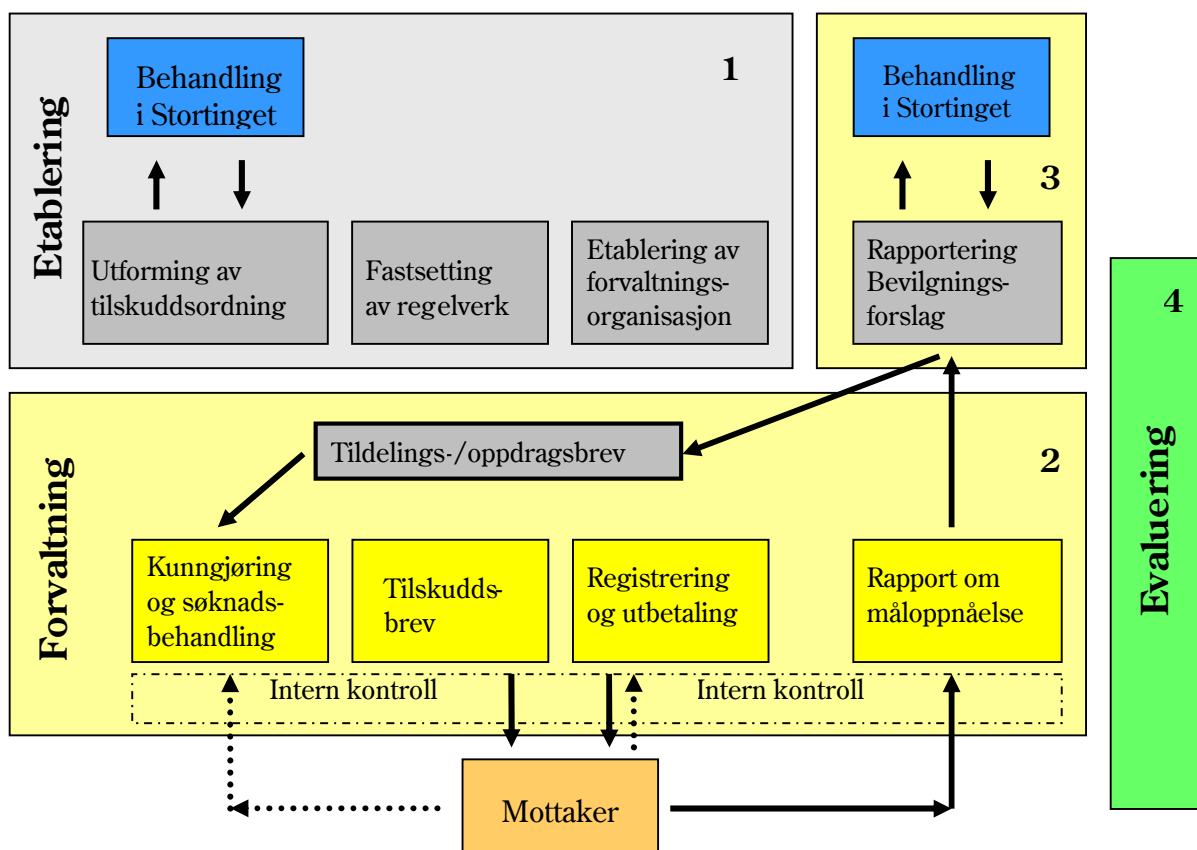 Etablering
1
Behandling
i Stortinget
Utforming av
tilskuddsordning
Fastsetting
av regelverk
Etablering av
forvaltnings-
organisasjon
3
Behandling
i Stortinget
Rapportering
Bevilgnings-
forslag
Forvaltning
2
Tildelings-/oppdragsbrev
Kunngjøring
og søknads-
behandling
Tilskudds-
brev
Registrering
og utbetaling
Rapport om
måloppnåelse
Intern kontroll
Intern kontroll
Mottaker
4
Evaluering